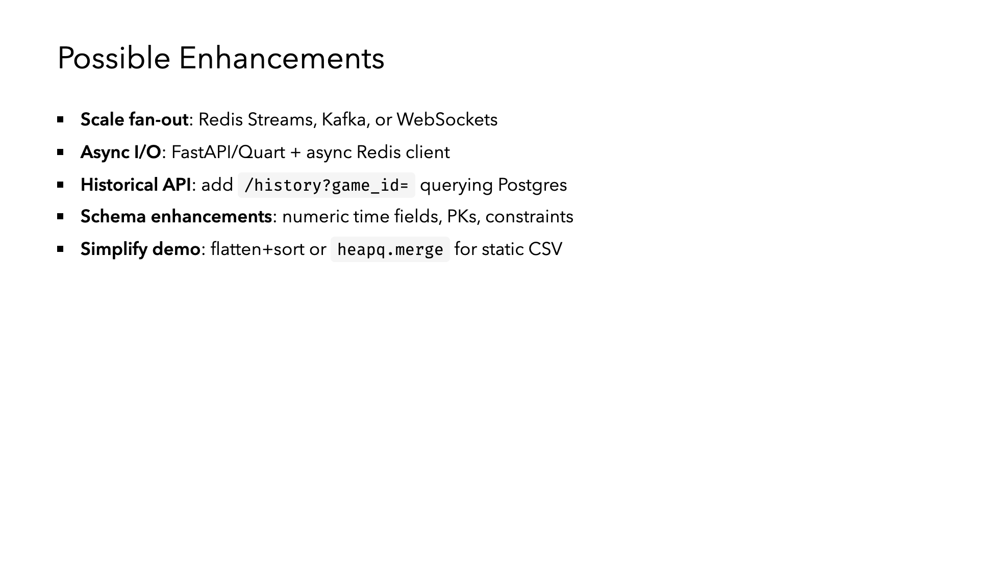 Possible Enhancements
▪ Scale fan-out: Redis Streams, Kafka, or WebSockets
▪ Async I/O: FastAPI/Quart + async Redis client
▪ Historical API: add /history?game_id= querying Postgres
▪ Schema enhancements: numeric time fields, PKs, constraints
▪ Simplify demo: flatten+sort or heapq.merge for static CSV